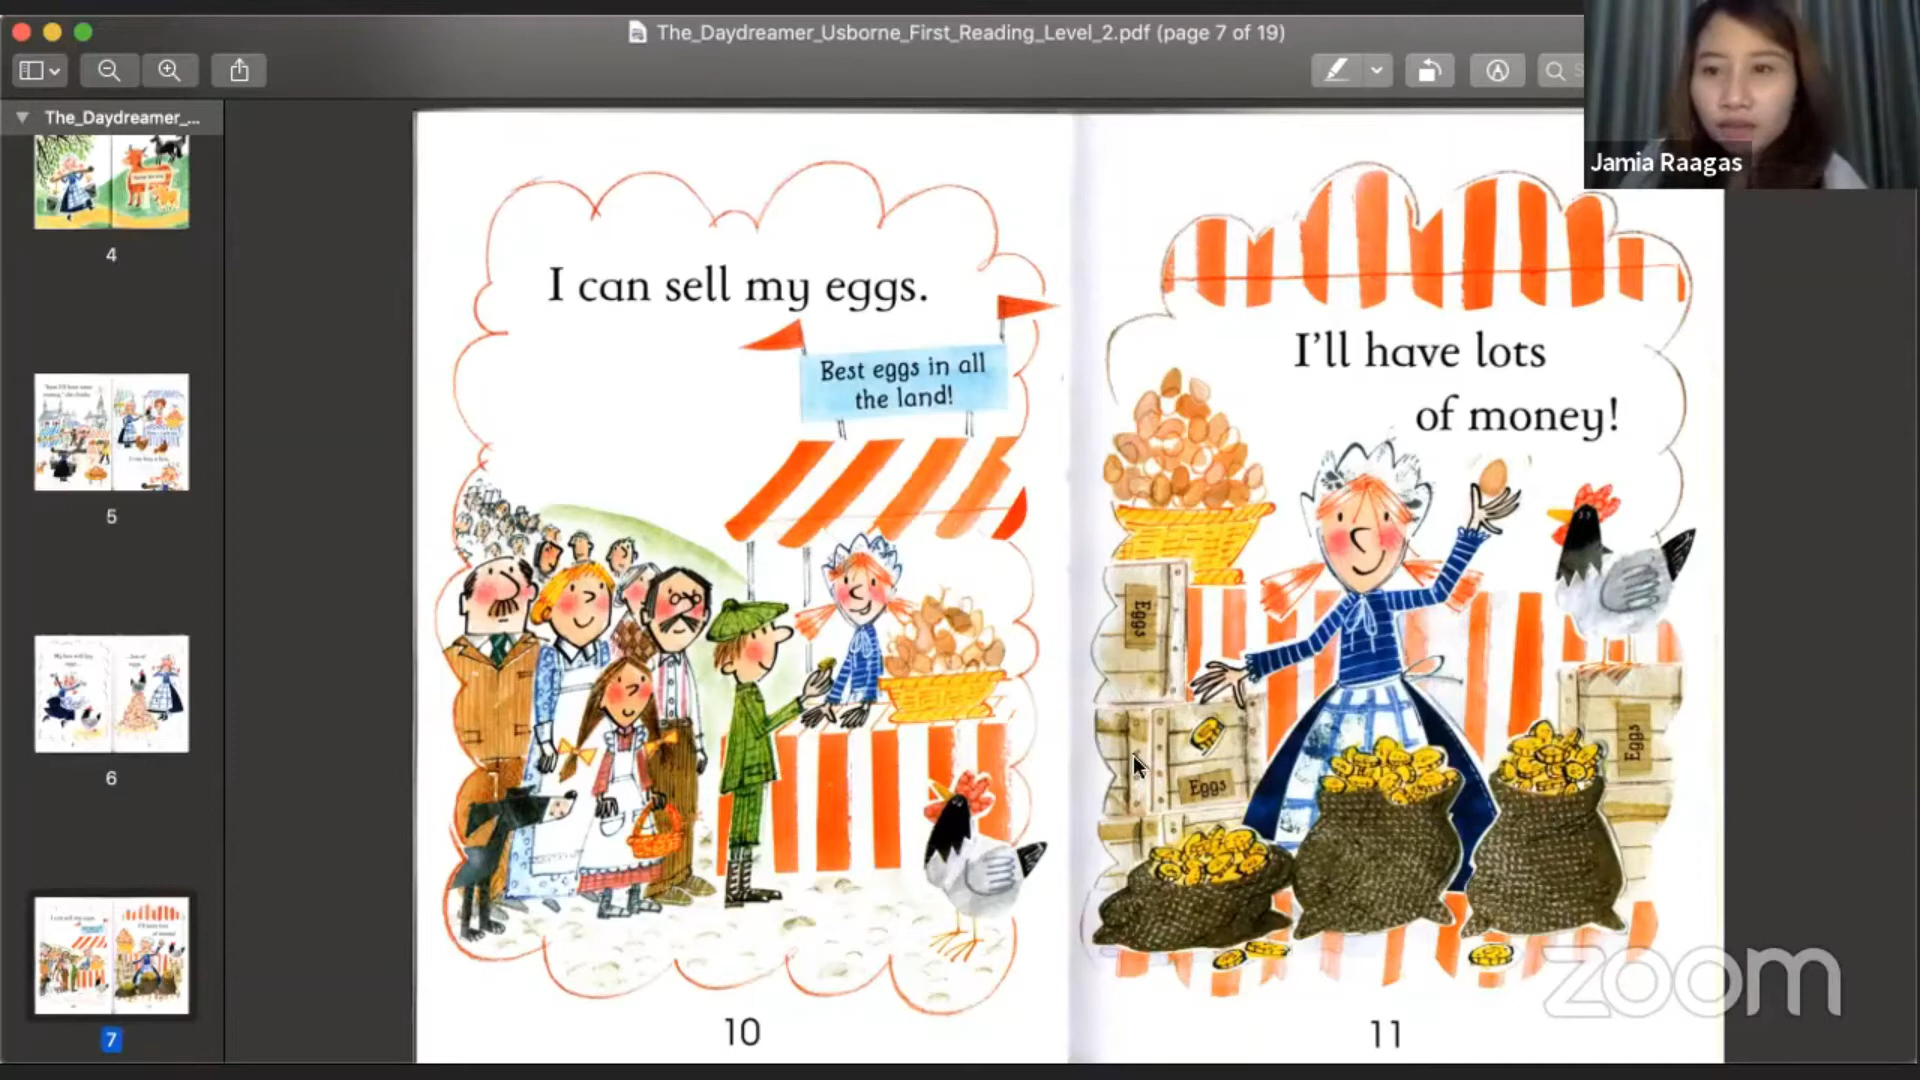 The_Daydreamer_Usborne_First_Reading_Level_2.pdf (page 7 of 19)
The_Daydreamer_...
Jamia Raagas
4
5
6
7
I can sell my eggs.
Best eggs in all
the land!
10
I'll have lots
of money!
Eggs
Eggs
Eggs
11
zoom